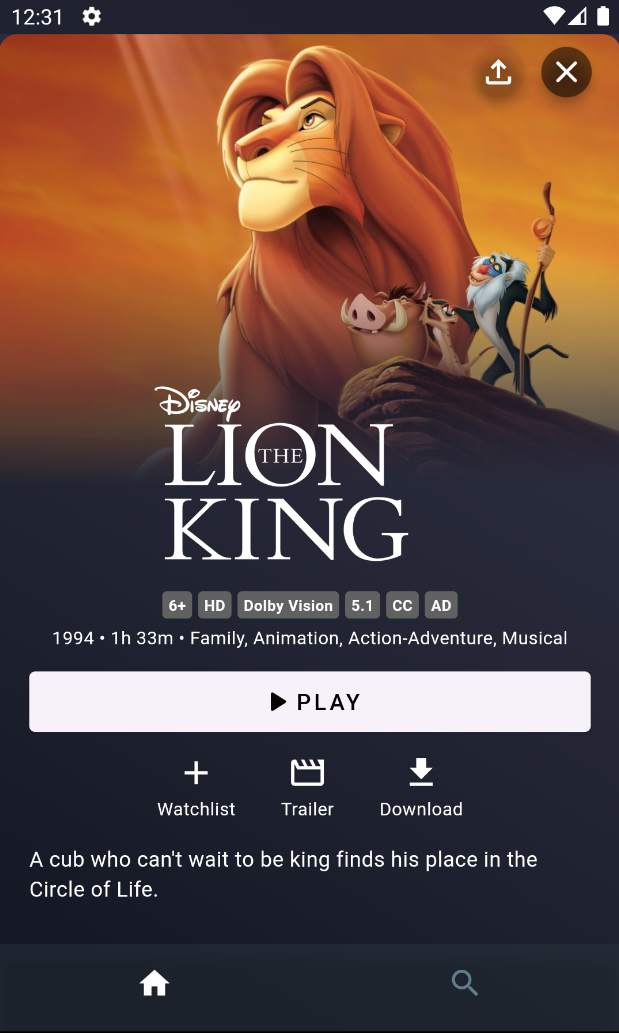 12:31
Disney
THE
LION
KING
6+ HD Dolby Vision 5.1 CC AD
1994 • 1h 33m • Family, Animation, Action-Adventure, Musical
PLAY
Watchlist Trailer Download
A cub who can't wait to be king finds his place in the
Circle of Life.